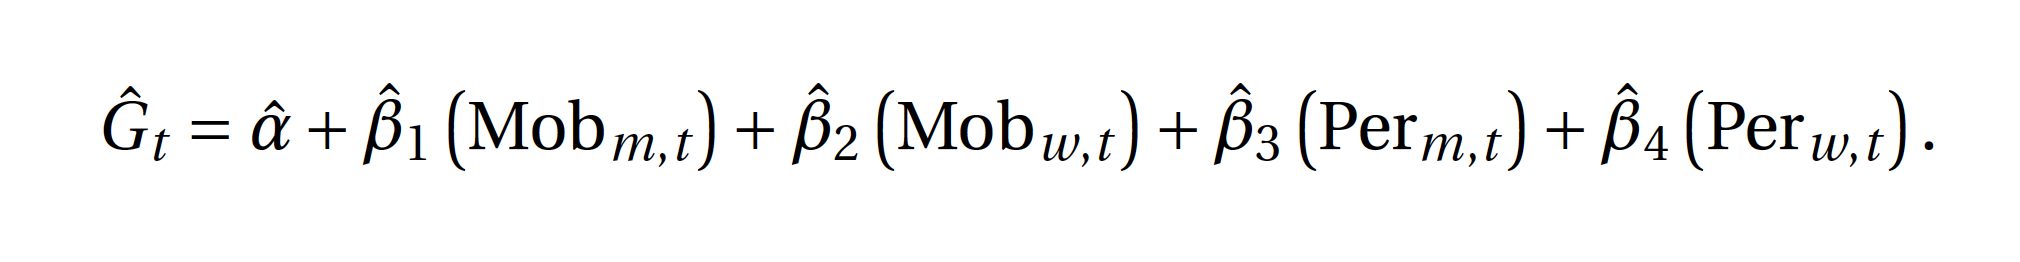 Ĝ_t = α̂ + β̂_1 (Mob_{m,t}) + β̂_2 (Mob_{w,t}) + β̂_3 (Per_{m,t}) + β̂_4 (Per_{w,t}).